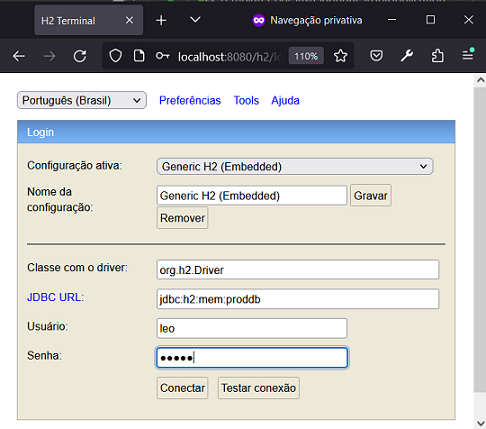 H2 Terminal
Navegação privativa
localhost:8080/h2/lo
110%
Português (Brasil) Preferências Tools Ajuda
Login
Configuração ativa: Generic H2 (Embedded)
Nome da configuração: Generic H2 (Embedded) Gravar
Remover
Classe com o driver: org.h2.Driver
JDBC URL: jdbc:h2:mem:proddb
Usuário: leo
Senha: •••••
Conectar Testar conexão